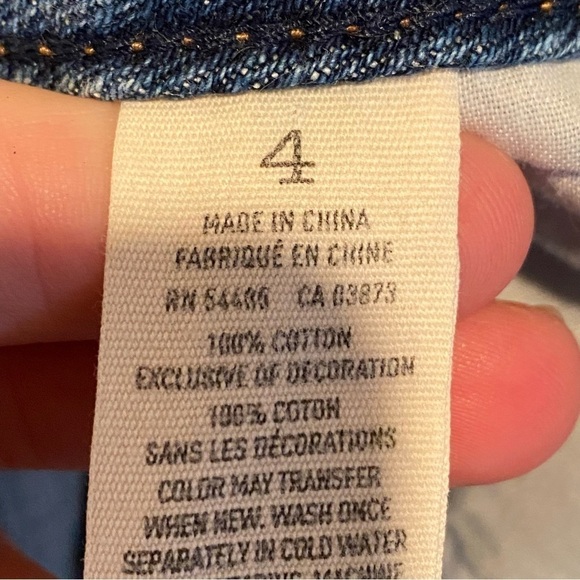 4
MADE IN CHINA
FABRIQUÉ EN CHINE
RN 54486 CA 03873
100% COTTON
EXCLUSIVE OF DECORATION
100% COTON
SANS LES DÉCORATIONS
COLOR MAY TRANSFER
WHEN NEW. WASH ONCE
SEPARATELY IN COLD WATER
MACHINE